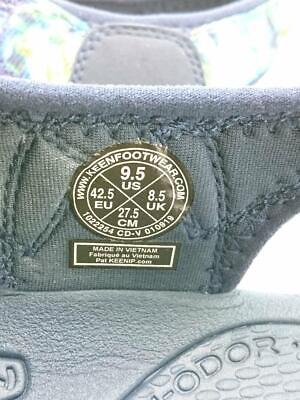 WWW.KEENFOOTWEAR.COM
9.5
US
42.5
EU
8.5
UK
27.5
CM
1022254 CD-V 010919
MADE IN VIETNAM
Fabriqué au Vietnam
Pat KEENIP.com
-ODOR